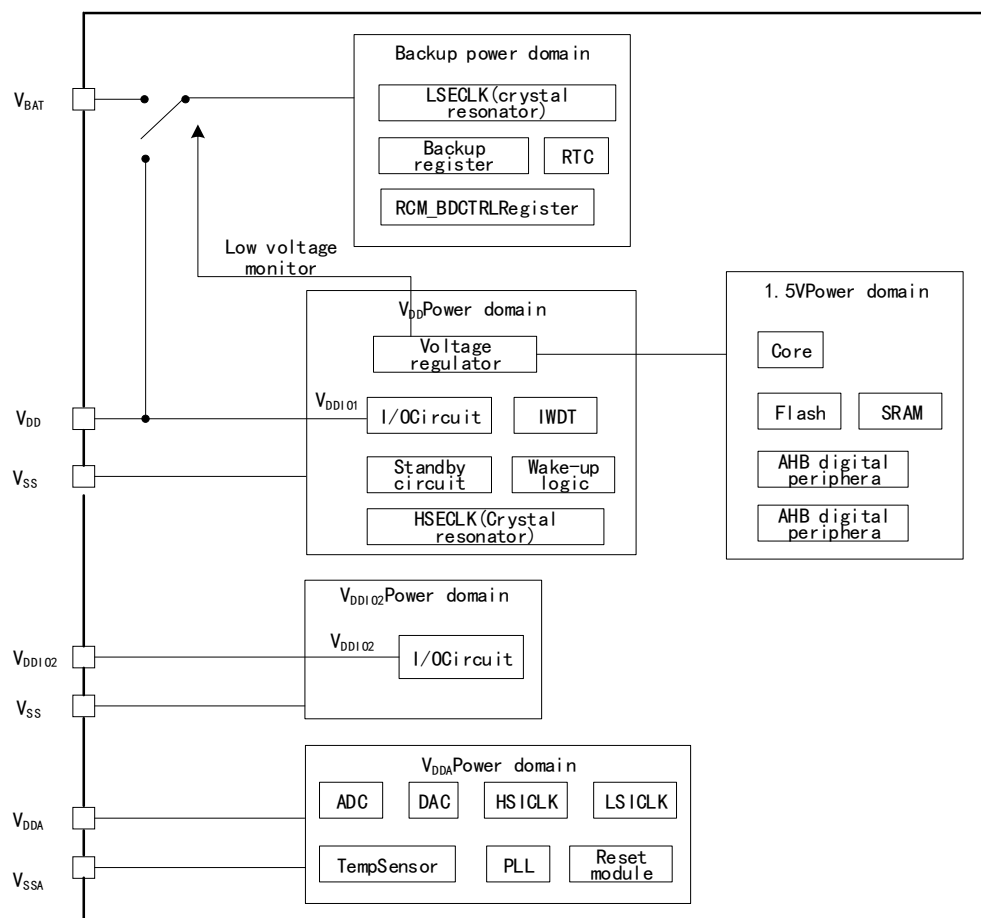 Backup power domain
LSECLK(crystal
resonator)
VBAT
Backup
register
RTC
RCM_BDCTRLRegister
Low voltage
monitor
VDDPower domain
1.5VPower domain
Voltage
regulator
Core
VDDIO1
VDD
I/OCircuit
IWDT
Flash
SRAM
VSS
Standby
circuit
Wake-up
logic
AHB digital
periphera
HSECLK(Crystal
resonator)
AHB digital
periphera
VDDIO2Power domain
VDDIO2
VDDIO2
I/OCircuit
VSS
VDDAPower domain
ADC
DAC
HSICLK
LSICLK
VDDA
TempSensor
PLL
Reset
module
VSSA